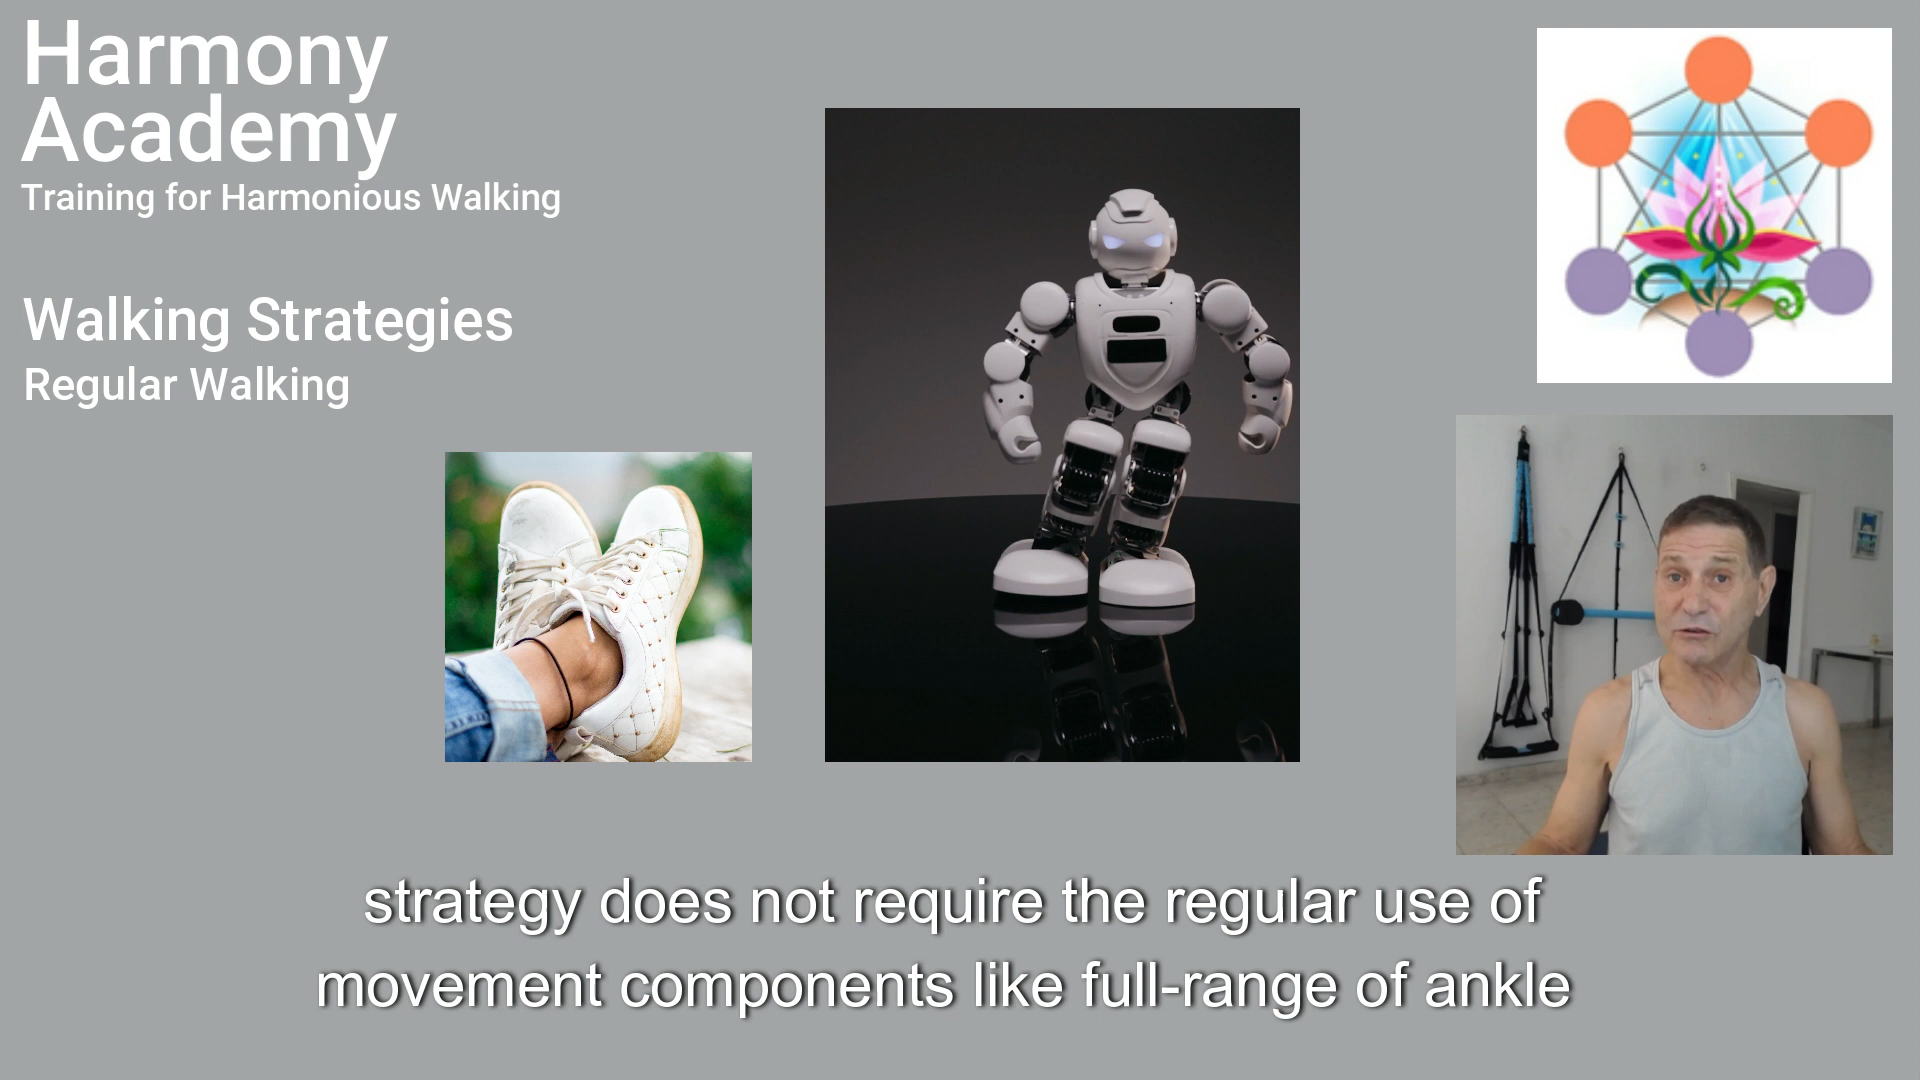 Harmony
Academy
Training for Harmonious Walking
Walking Strategies
Regular Walking
strategy does not require the regular use of
movement components like full-range of ankle